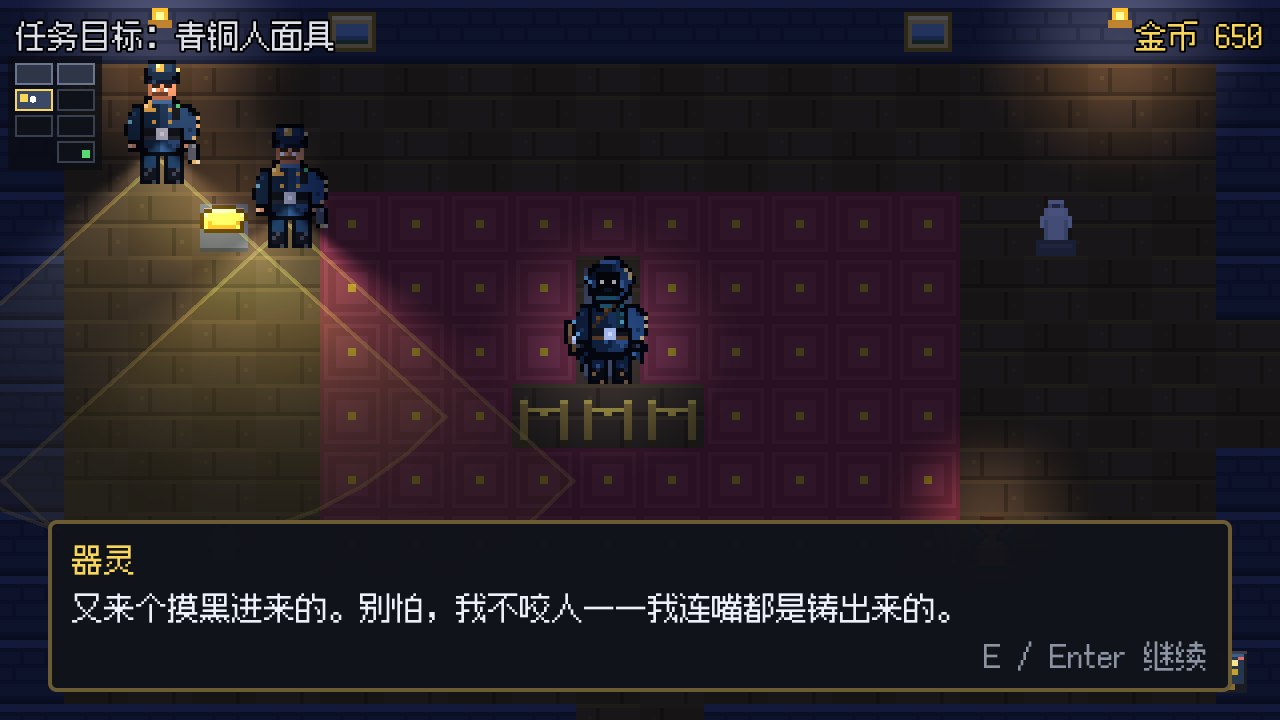 任务目标：青铜人面具
金币 650
器灵
又来个摸黑进来的。别怕，我不咬人——我连嘴都是铸出来的。
E / Enter 继续